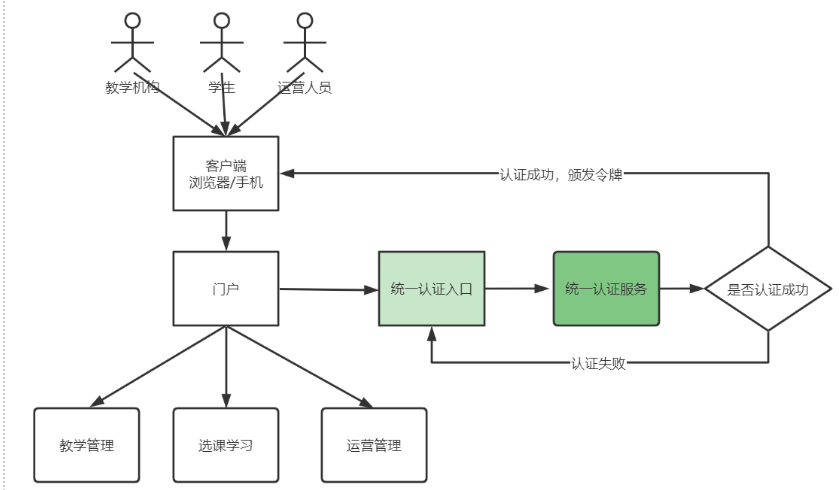 教学机构
学生
运营人员
客户端
浏览器/手机
认证成功，颁发令牌
门户
统一认证入口
统一认证服务
是否认证成功
认证失败
教学管理
选课学习
运营管理